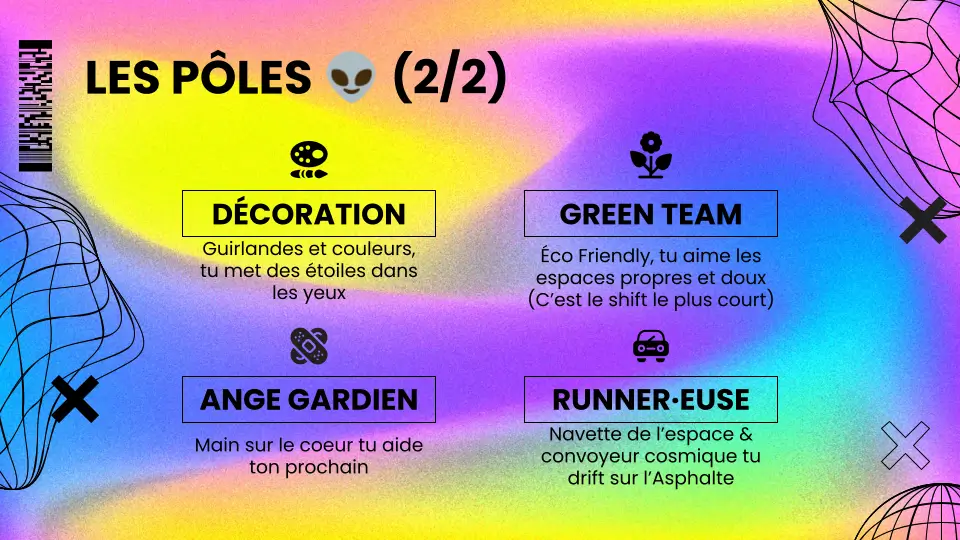 LES PÔLES 👽 (2/2)
DÉCORATION
Guirlandes et couleurs,
tu met des étoiles dans
les yeux
GREEN TEAM
Éco Friendly, tu aime les
espaces propres et doux
(C’est le shift le plus court)
ANGE GARDIEN
Main sur le coeur tu aide
ton prochain
RUNNER·EUSE
Navette de l’espace &
convoyeur cosmique tu
drift sur l’Asphalte